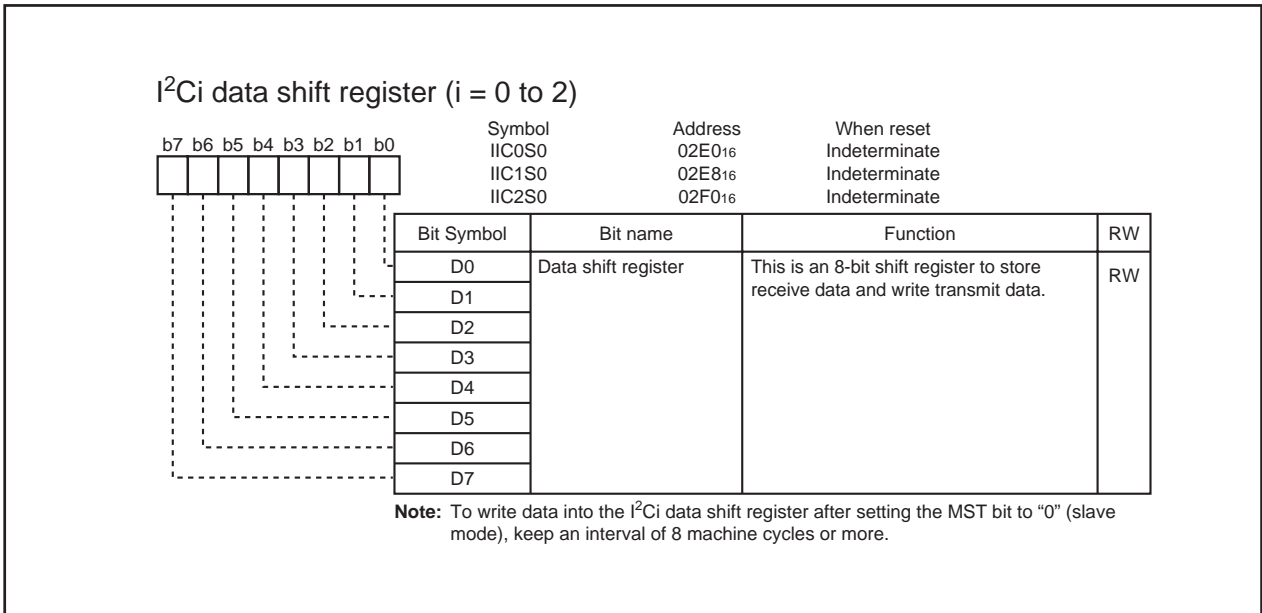 I²Ci data shift register (i = 0 to 2)
b7 b6 b5 b4 b3 b2 b1 b0
Symbol Address When reset
IIC0S0 02E016 Indeterminate
IIC1S0 02E816 Indeterminate
IIC2S0 02F016 Indeterminate
Bit Symbol Bit name Function RW
D0 Data shift register This is an 8-bit shift register to store RW
receive data and write transmit data.
D1
D2
D3
D4
D5
D6
D7
Note: To write data into the I²Ci data shift register after setting the MST bit to “0” (slave
mode), keep an interval of 8 machine cycles or more.